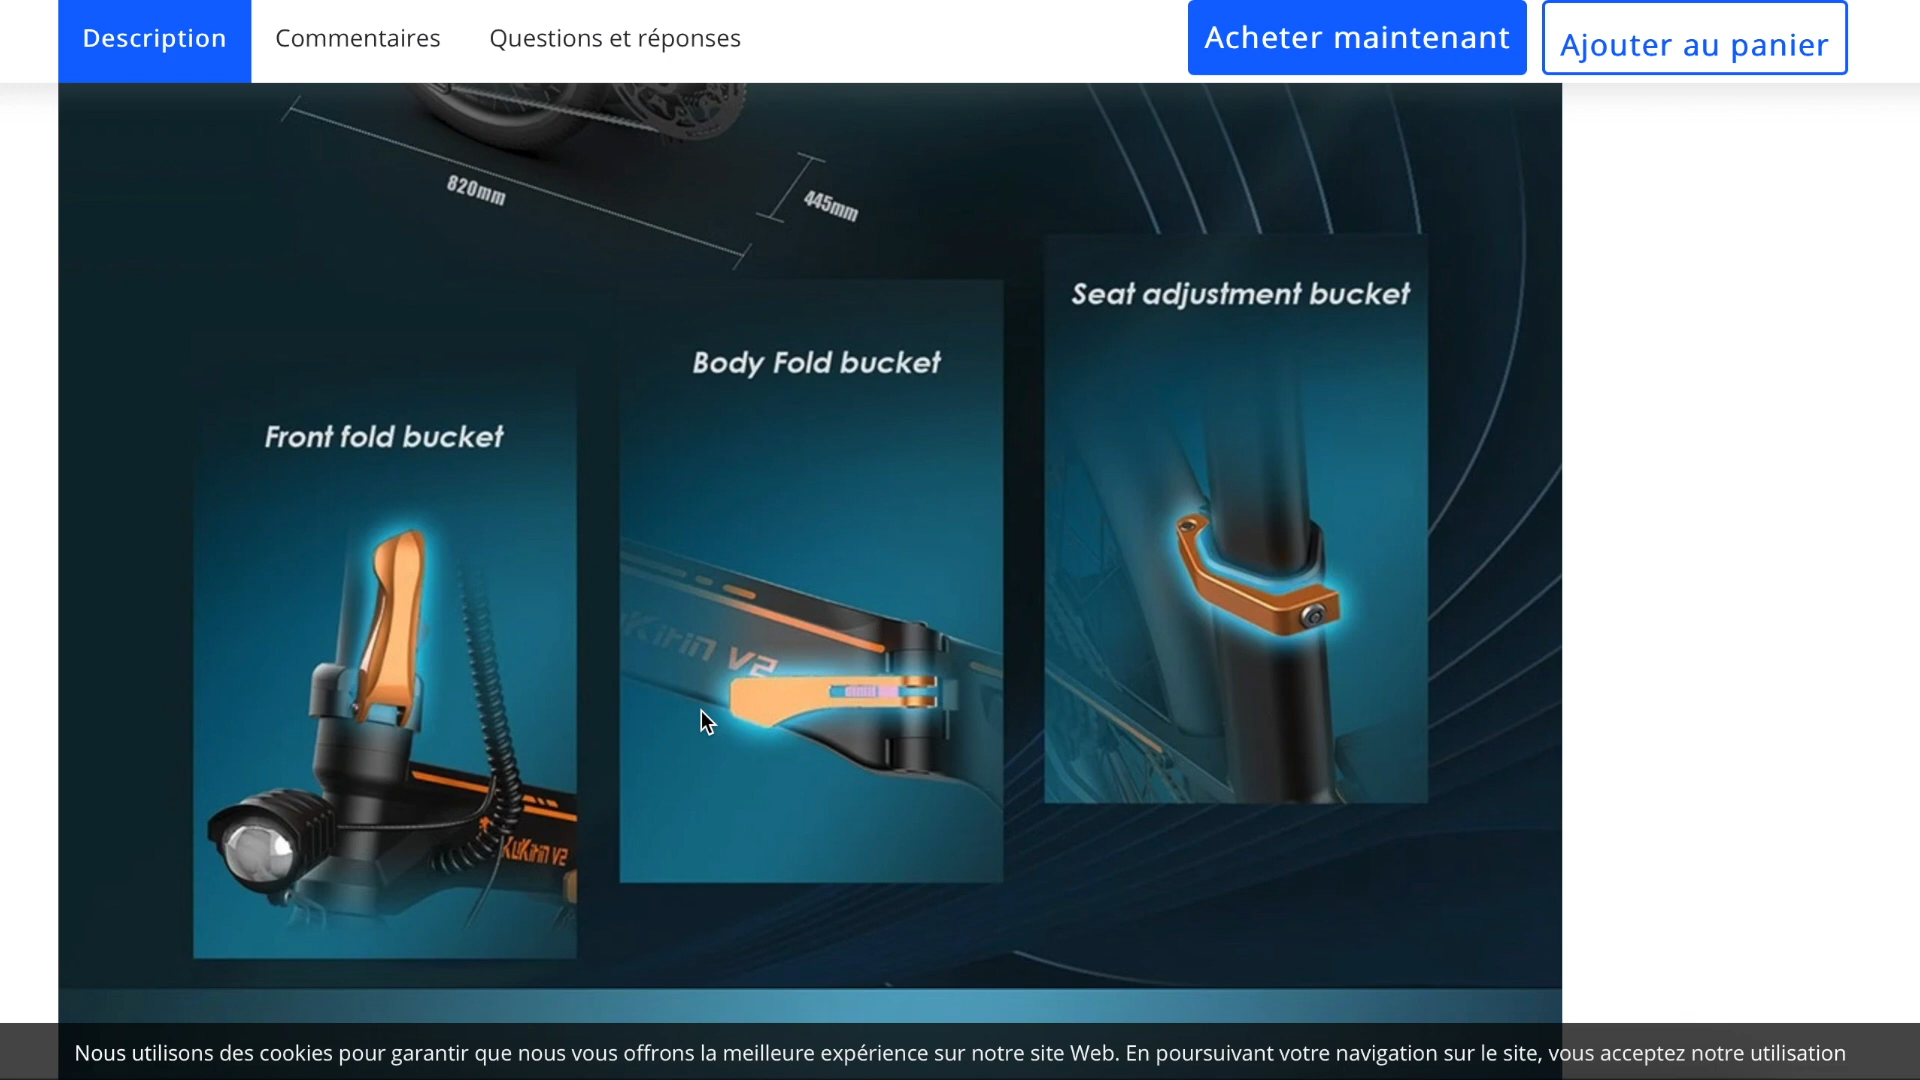 Description
Commentaires
Questions et réponses
Acheter maintenant
Ajouter au panier
820mm
445mm
Seat adjustment bucket
Body Fold bucket
Front fold bucket
KuKirin V2
KuKirin V2
Nous utilisons des cookies pour garantir que nous vous offrons la meilleure expérience sur notre site Web. En poursuivant votre navigation sur le site, vous acceptez notre utilisation